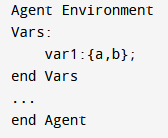 Agent Environment
Vars:
    var1:{a,b};
end Vars
...
end Agent